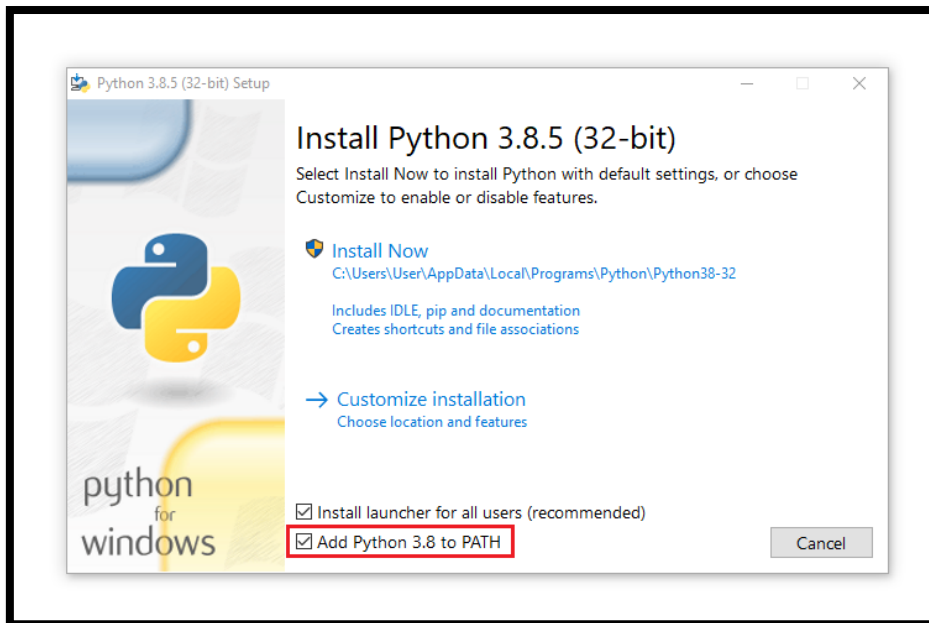 Python 3.8.5 (32-bit) Setup
Install Python 3.8.5 (32-bit)
Select Install Now to install Python with default settings, or choose
Customize to enable or disable features.
Install Now
C:\Users\User\AppData\Local\Programs\Python\Python38-32
Includes IDLE, pip and documentation
Creates shortcuts and file associations
Customize installation
Choose location and features
python
for
windows
Install launcher for all users (recommended)
Add Python 3.8 to PATH
Cancel